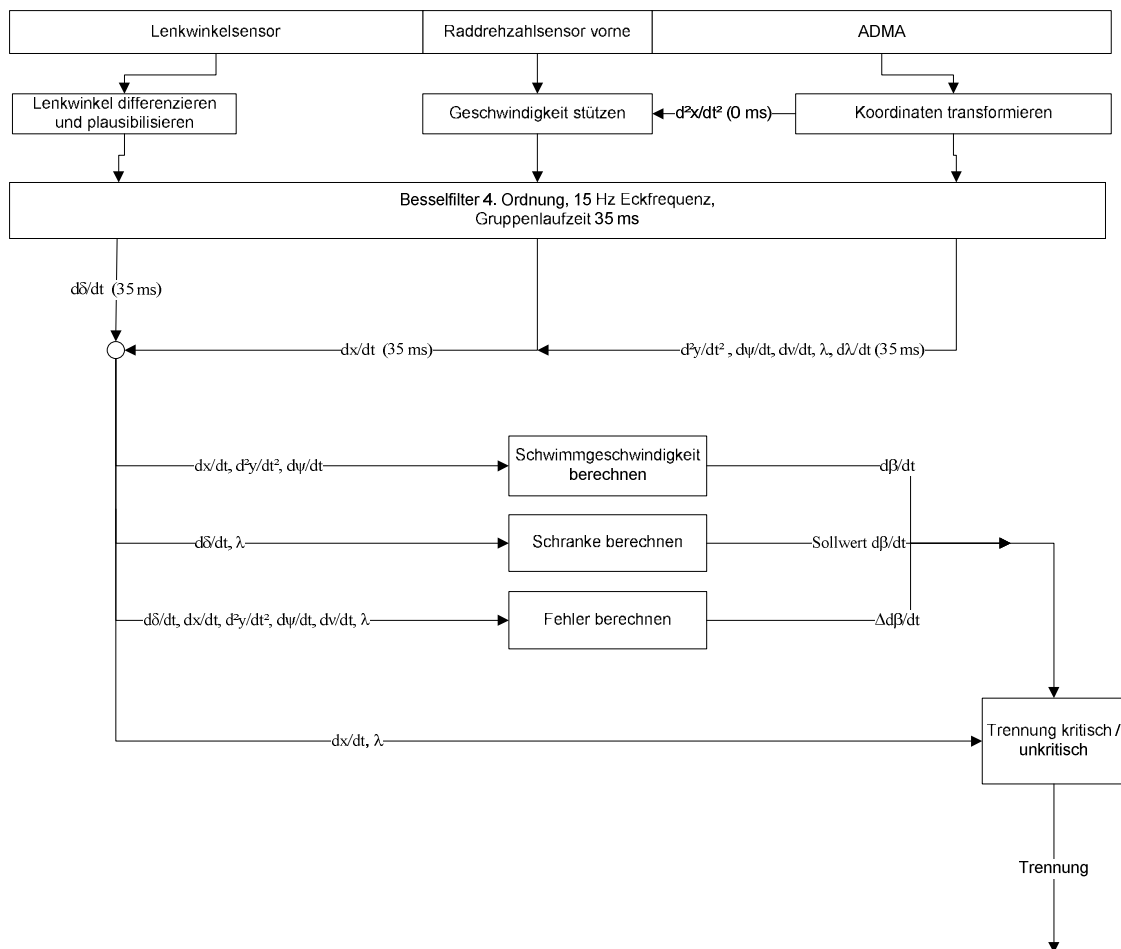 Lenkwinkelsensor
Raddrehzahlsensor vorne
ADMA
Lenkwinkel differenzieren
und plausibilisieren
Geschwindigkeit stützen
d²x/dt² (0 ms)
Koordinaten transformieren
Besselfilter 4. Ordnung, 15 Hz Eckfrequenz,
Gruppenlaufzeit 35 ms
dδ/dt (35 ms)
dx/dt (35 ms)
d²y/dt² , dψ/dt, dv/dt, λ, dλ/dt (35 ms)
dx/dt, d²y/dt², dψ/dt
Schwimmgeschwindigkeit
berechnen
dβ/dt
dδ/dt, λ
Schranke berechnen
Sollwert dβ/dt
dδ/dt, dx/dt, d²y/dt², dψ/dt, dv/dt, λ
Fehler berechnen
Δdβ/dt
dx/dt, λ
Trennung kritisch /
unkritisch
Trennung